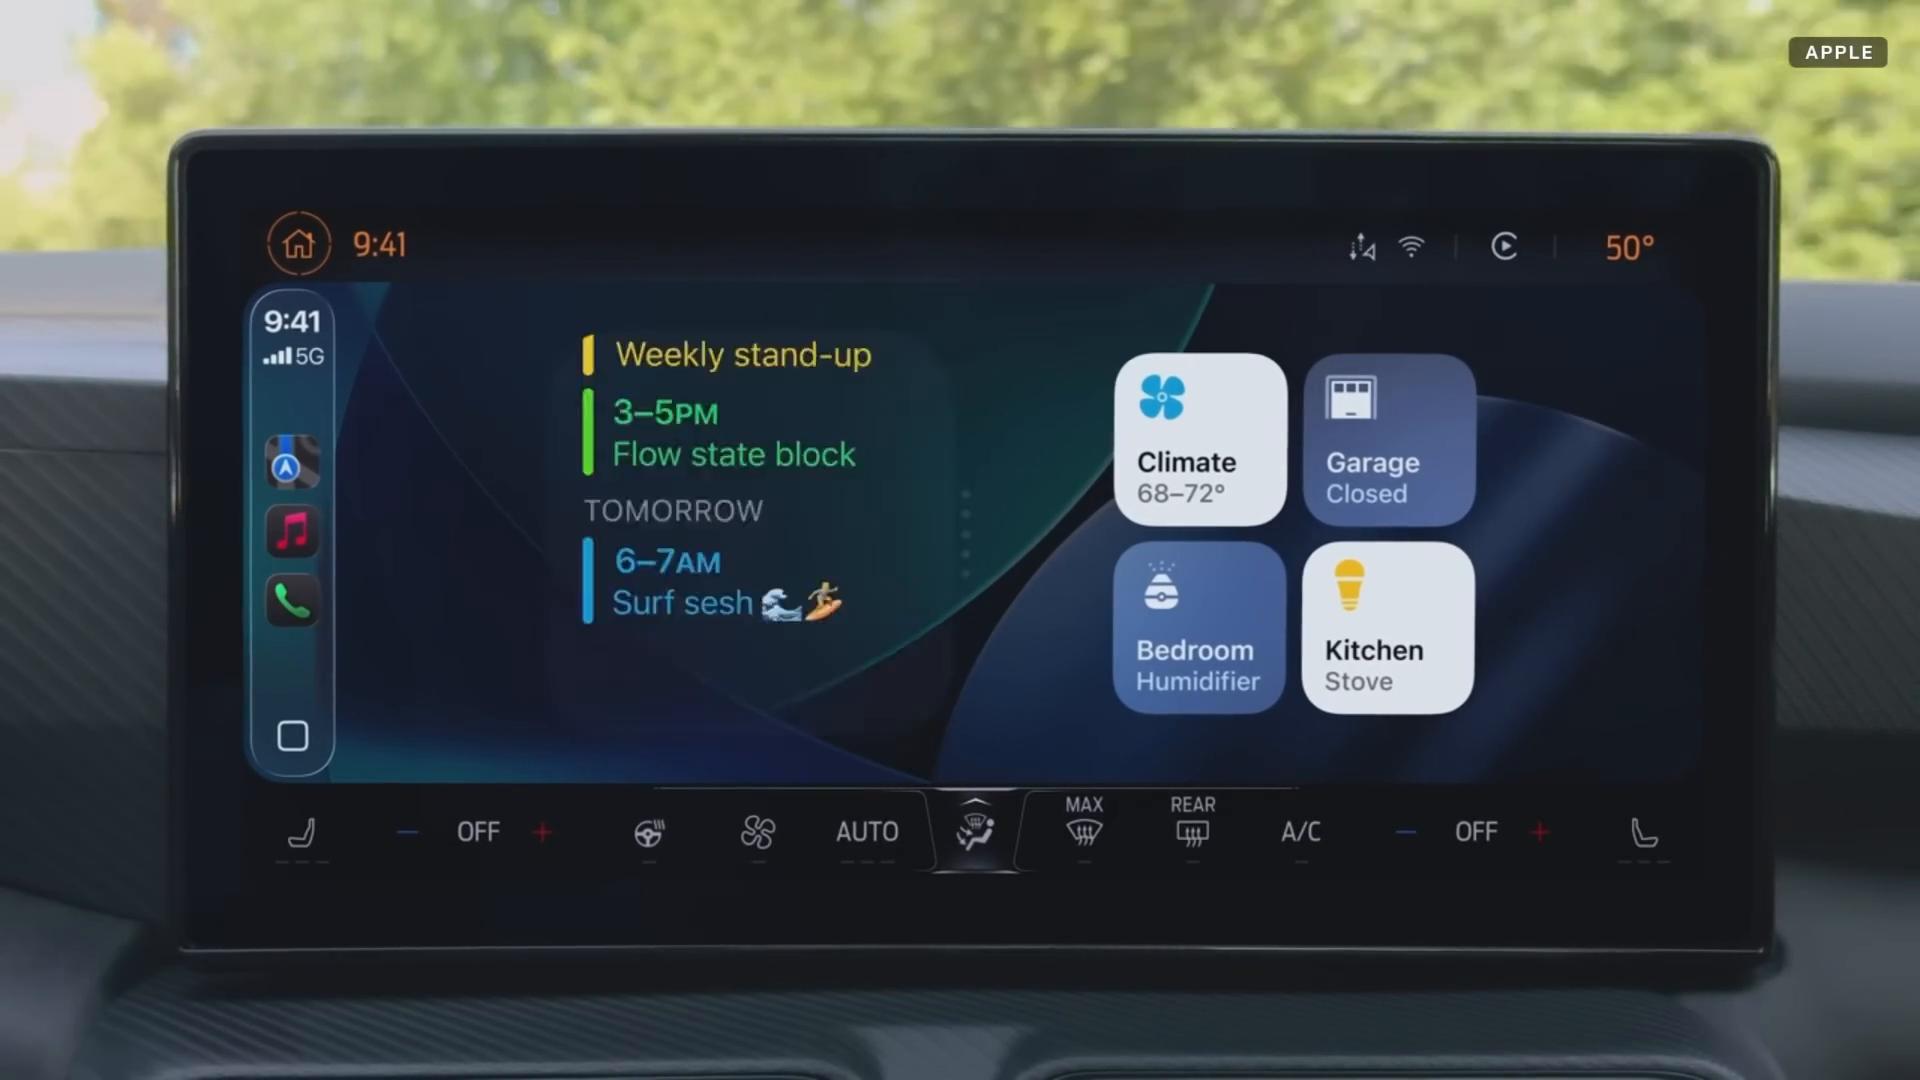 APPLE
9:41
50°
9:41
5G
Weekly stand-up
3–5PM
Flow state block
TOMORROW
6–7AM
Surf sesh 🌊🏄
Climate
68–72°
Garage
Closed
Bedroom
Humidifier
Kitchen
Stove
OFF
AUTO
MAX
REAR
A/C
OFF